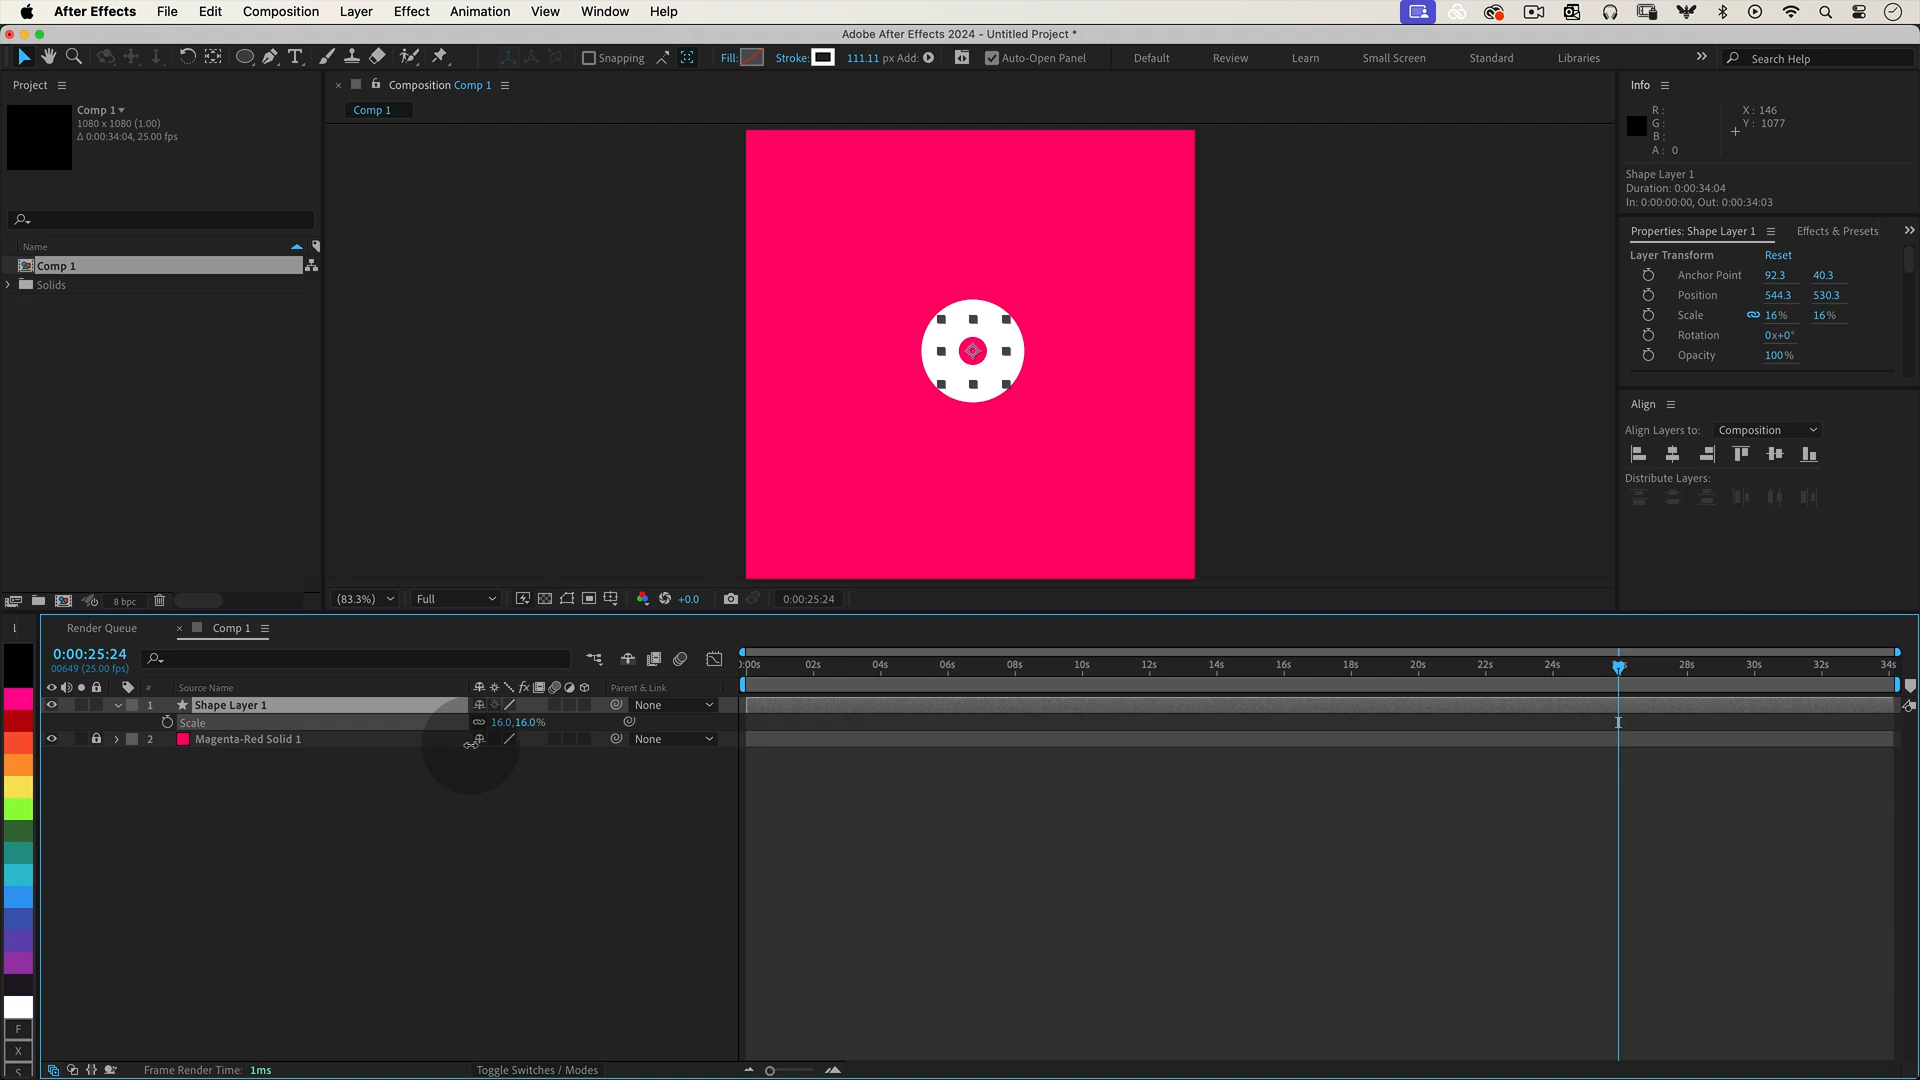 After Effects File Edit Composition Layer Effect Animation View Window Help
Adobe After Effects 2024 - Untitled Project *
Snapping Fill: Stroke: 111.11 px Add: Auto-Open Panel Default Review Learn Small Screen Standard Libraries Search Help
Project
Comp 1
1080 x 1080 (1.00)
Δ 0:00:34:04, 25.00 fps
Name
Comp 1
Solids
8 bpc
Composition Comp 1
Comp 1
(83.3%) Full +0.0 0:00:25:24
Info
R: X: 146
G: Y: 1077
B:
A: 0
Shape Layer 1
Duration: 0:00:34:04
In: 0:00:00:00, Out: 0:00:34:03
Properties: Shape Layer 1 Effects & Presets
Layer Transform Reset
Anchor Point 92.3 40.3
Position 544.3 530.3
Scale 16% 16%
Rotation 0x+0°
Opacity 100%
Align
Align Layers to: Composition
Distribute Layers:
Render Queue Comp 1
0:00:25:24
00649 (25.00 fps)
:00s 02s 04s 06s 08s 10s 12s 14s 16s 18s 20s 22s 24s 28s 30s 32s 34s
# Source Name fx Parent & Link
1 Shape Layer 1 None
Scale 16.0,16.0%
2 Magenta-Red Solid 1 None
F
X
S
Frame Render Time: 1ms Toggle Switches / Modes